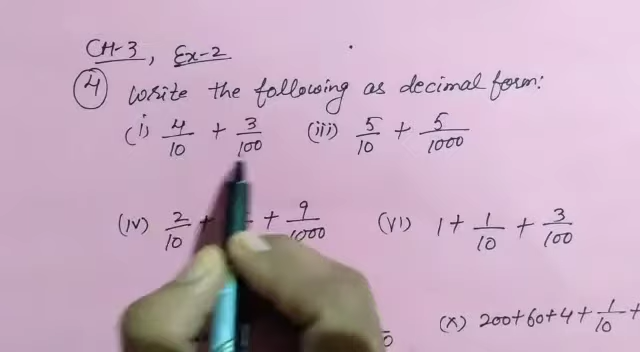 CH-3, Ex-2
4 Write the following as decimal form:
(i) 4/10 + 3/100 (iii) 5/10 + 5/1000
(iv) 2/10 + + 9/1000 (vi) 1 + 1/10 + 3/100
(x) 200+60+4+ 1/10 +